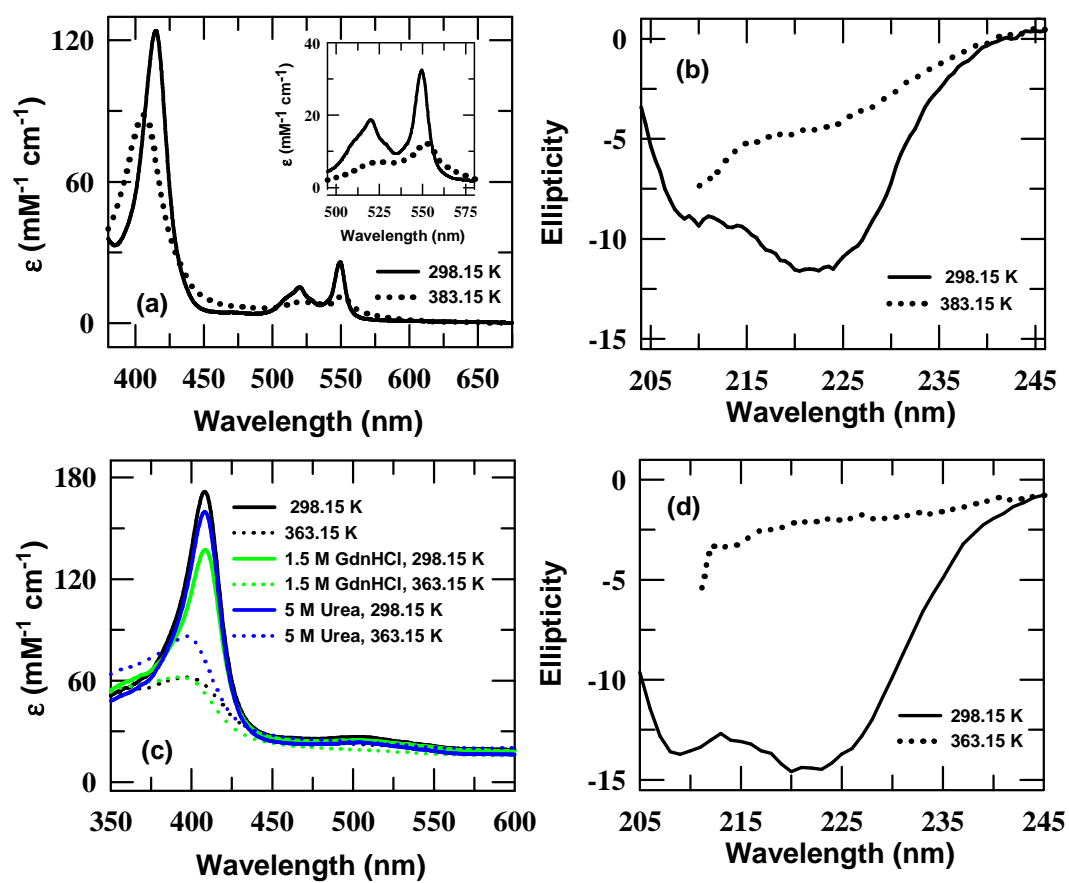 120
60
0
ε (mM-1 cm-1)
400 450 500 550 600 650
Wavelength (nm)
(a)
298.15 K
383.15 K
40
20
0
ε (mM-1 cm-1)
500 525 550 575
Wavelength (nm)
0
-5
-10
-15
Ellipticity
(b)
298.15 K
383.15 K
205 215 225 235 245
Wavelength (nm)
180
120
60
0
ε (mM-1 cm-1)
298.15 K
363.15 K
1.5 M GdnHCl, 298.15 K
1.5 M GdnHCl, 363.15 K
5 M Urea, 298.15 K
5 M Urea, 363.15 K
(c)
350 400 450 500 550 600
Wavelength (nm)
0
-5
-10
-15
Ellipticity
(d)
298.15 K
363.15 K
205 215 225 235 245
Wavelength (nm)